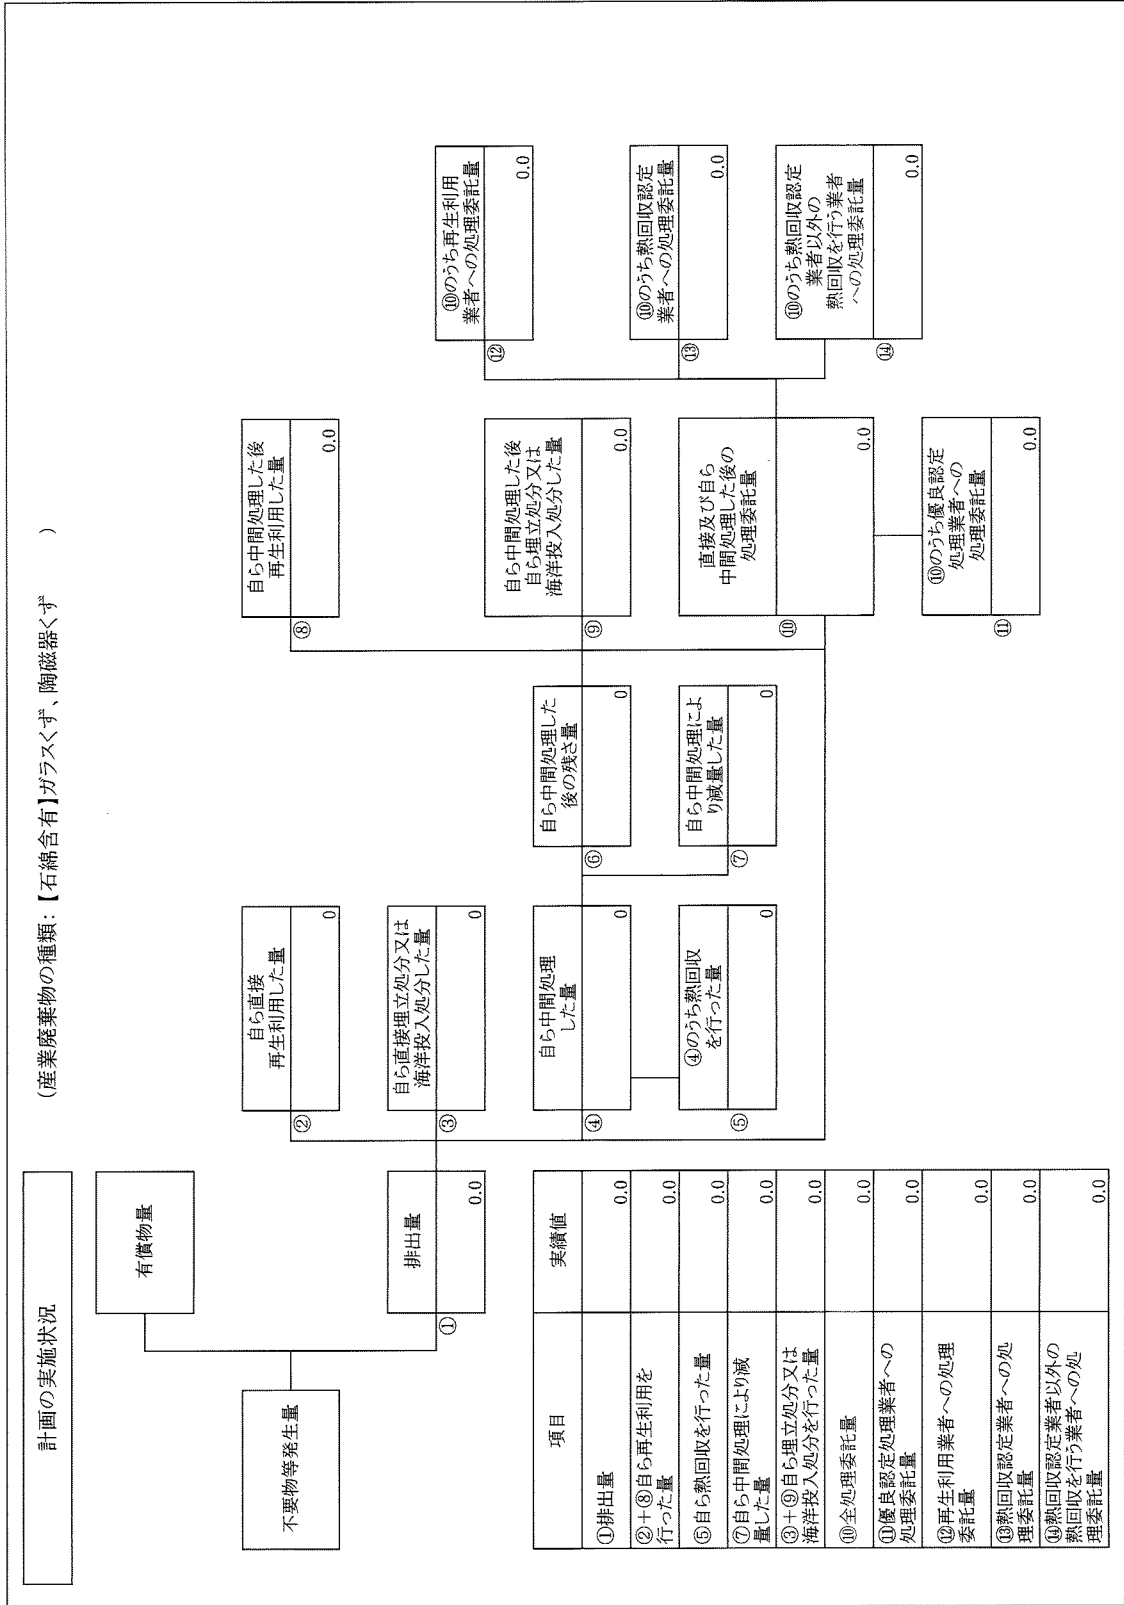 計画の実施状況
(産業廃棄物の種類:【石綿含有】ガラスくず、陶磁器くず )
不要物等発生量
有償物量
①
排出量
0.0
②
自ら直接
再生利用した量
0
③
自ら直接埋立処分又は
海洋投入処分した量
0
④
自ら中間処理
した量
0
⑤
④のうち熱回収
を行った量
0
⑥
自ら中間処理した
後の残さ量
0
⑦
自ら中間処理によ
り減量した量
0
⑧
自ら中間処理した後
再生利用した量
0.0
⑨
自ら中間処理した後
自ら埋立処分又は
海洋投入処分した量
0.0
⑩
直接及び自ら
中間処理した後の
処理委託量
0.0
⑪
⑩のうち優良認定
処理業者への
処理委託量
0.0
⑫
⑩のうち再生利用
業者への処理委託量
0.0
⑬
⑩のうち熱回収認定
業者への処理委託量
0.0
⑭
⑩のうち熱回収認定
業者以外の
熱回収を行う業者
への処理委託量
0.0
項目 実績値
①排出量 0.0
②+⑧自ら再生利用を
行った量 0.0
⑤自ら熱回収を行った量 0.0
⑦自ら中間処理により減
量した量 0.0
③+⑨自ら埋立処分又は
海洋投入処分を行った量 0.0
⑩全処理委託量 0.0
⑪優良認定処理業者への
処理委託量 0.0
⑫再生利用業者への処理
委託量 0.0
⑬熱回収認定業者への処
理委託量 0.0
⑭熱回収認定業者以外の
熱回収を行う業者への処
理委託量 0.0